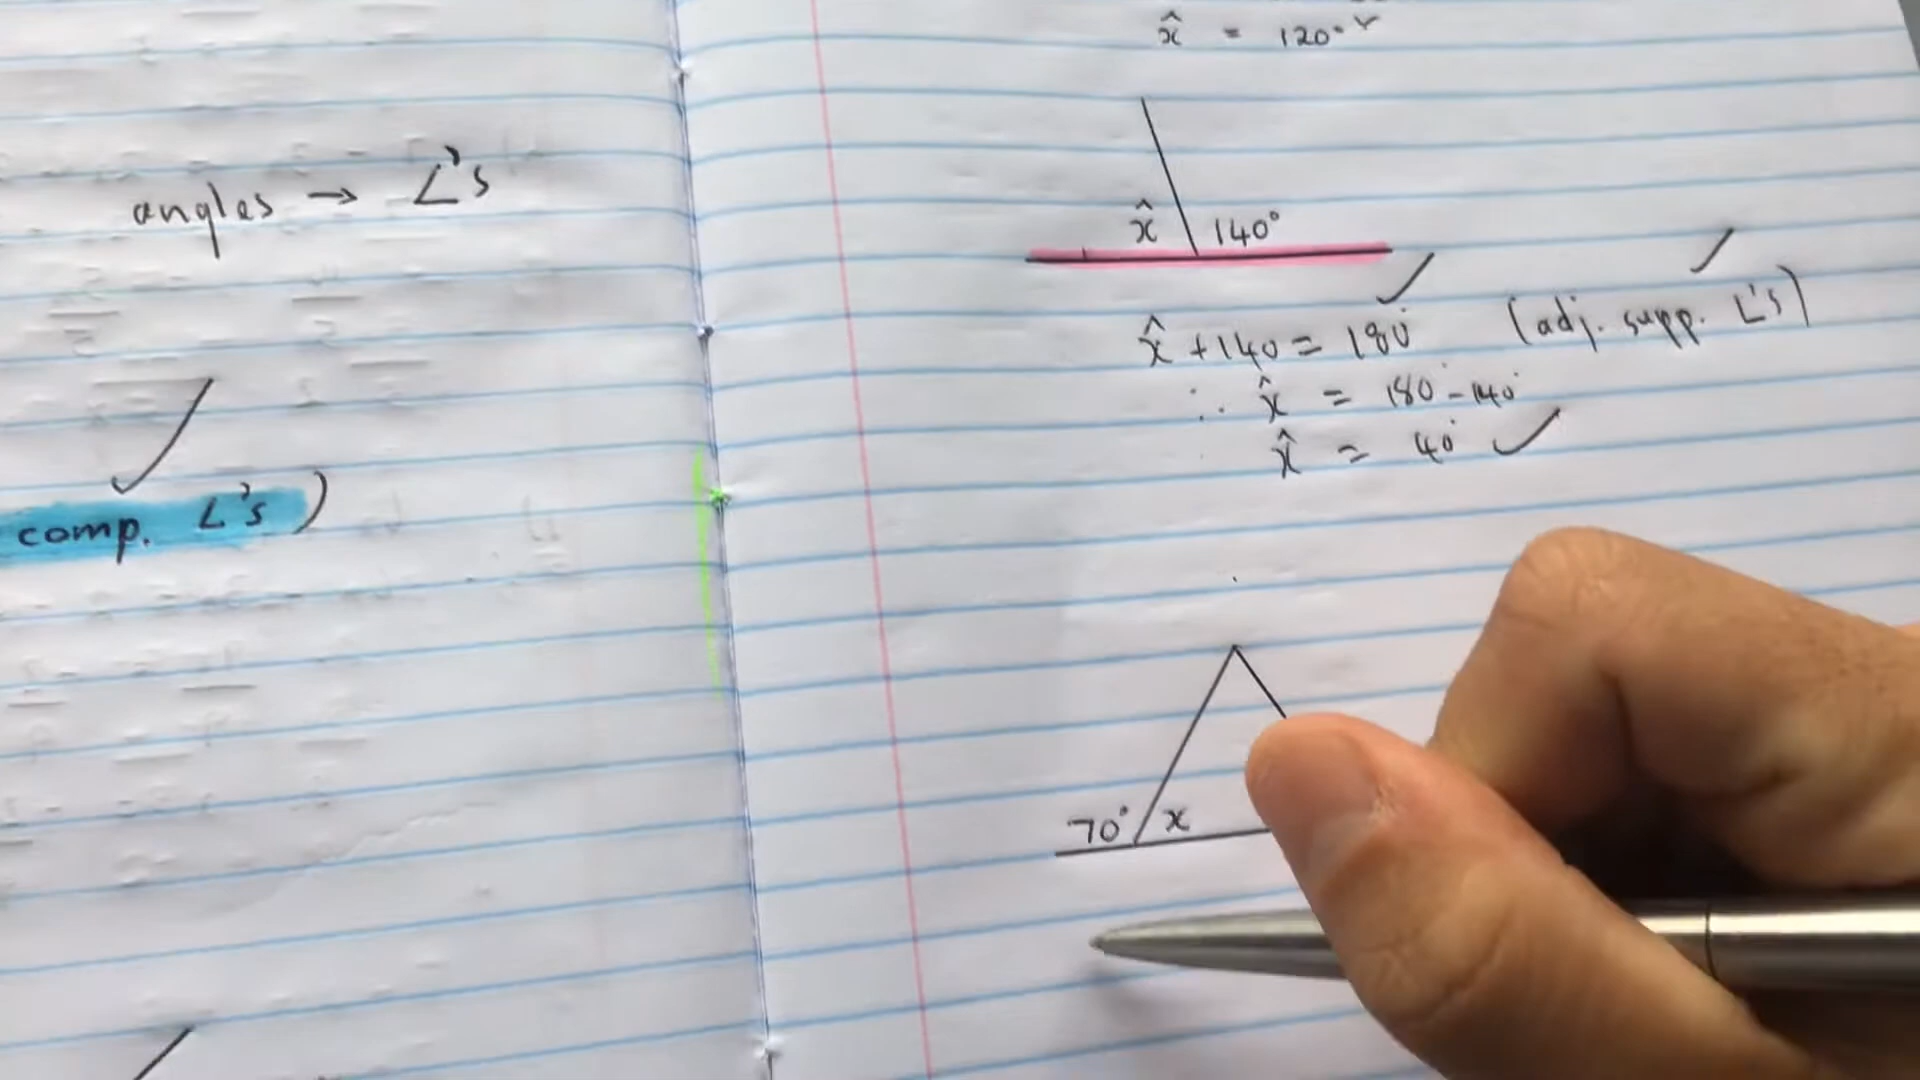 angles → ∠'s
comp. ∠'s)
x̂ = 120°
x̂ 140°
x̂ + 140 = 180° (adj. supp. ∠'s)
∴ x̂ = 180° - 140°
x̂ = 40°
70° x